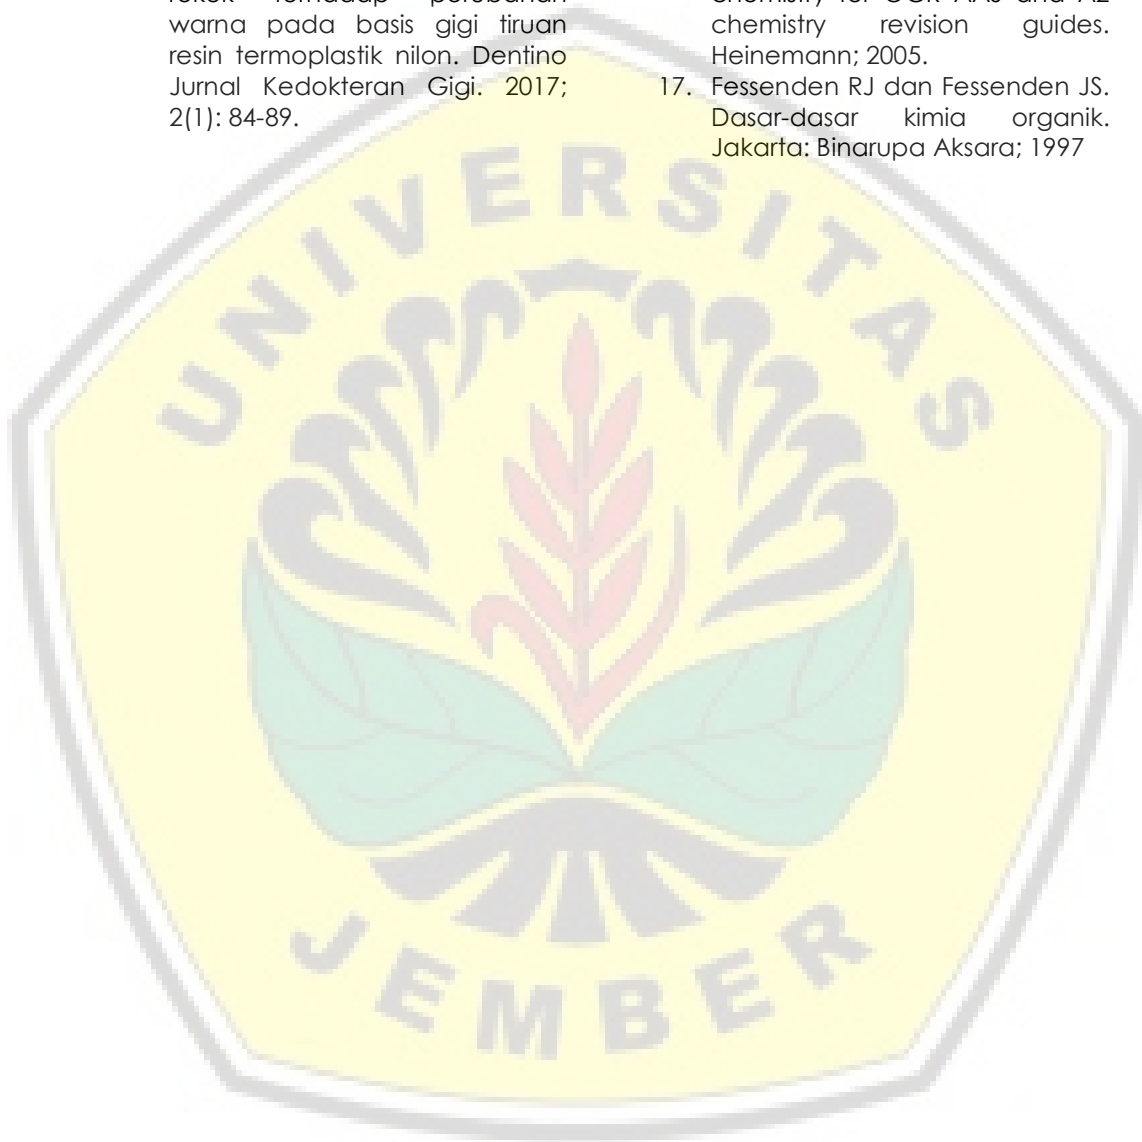 warna pada basis gigi tiruan
resin termoplastik nilon. Dentino
Jurnal Kedokteran Gigi. 2017;
2(1): 84-89.
chemistry revision guides.
Heinemann; 2005.
17. Fessenden RJ dan Fessenden JS.
Dasar-dasar kimia organik.
Jakarta: Binarupa Aksara; 1997
UNIVERSITAS
JEMBER